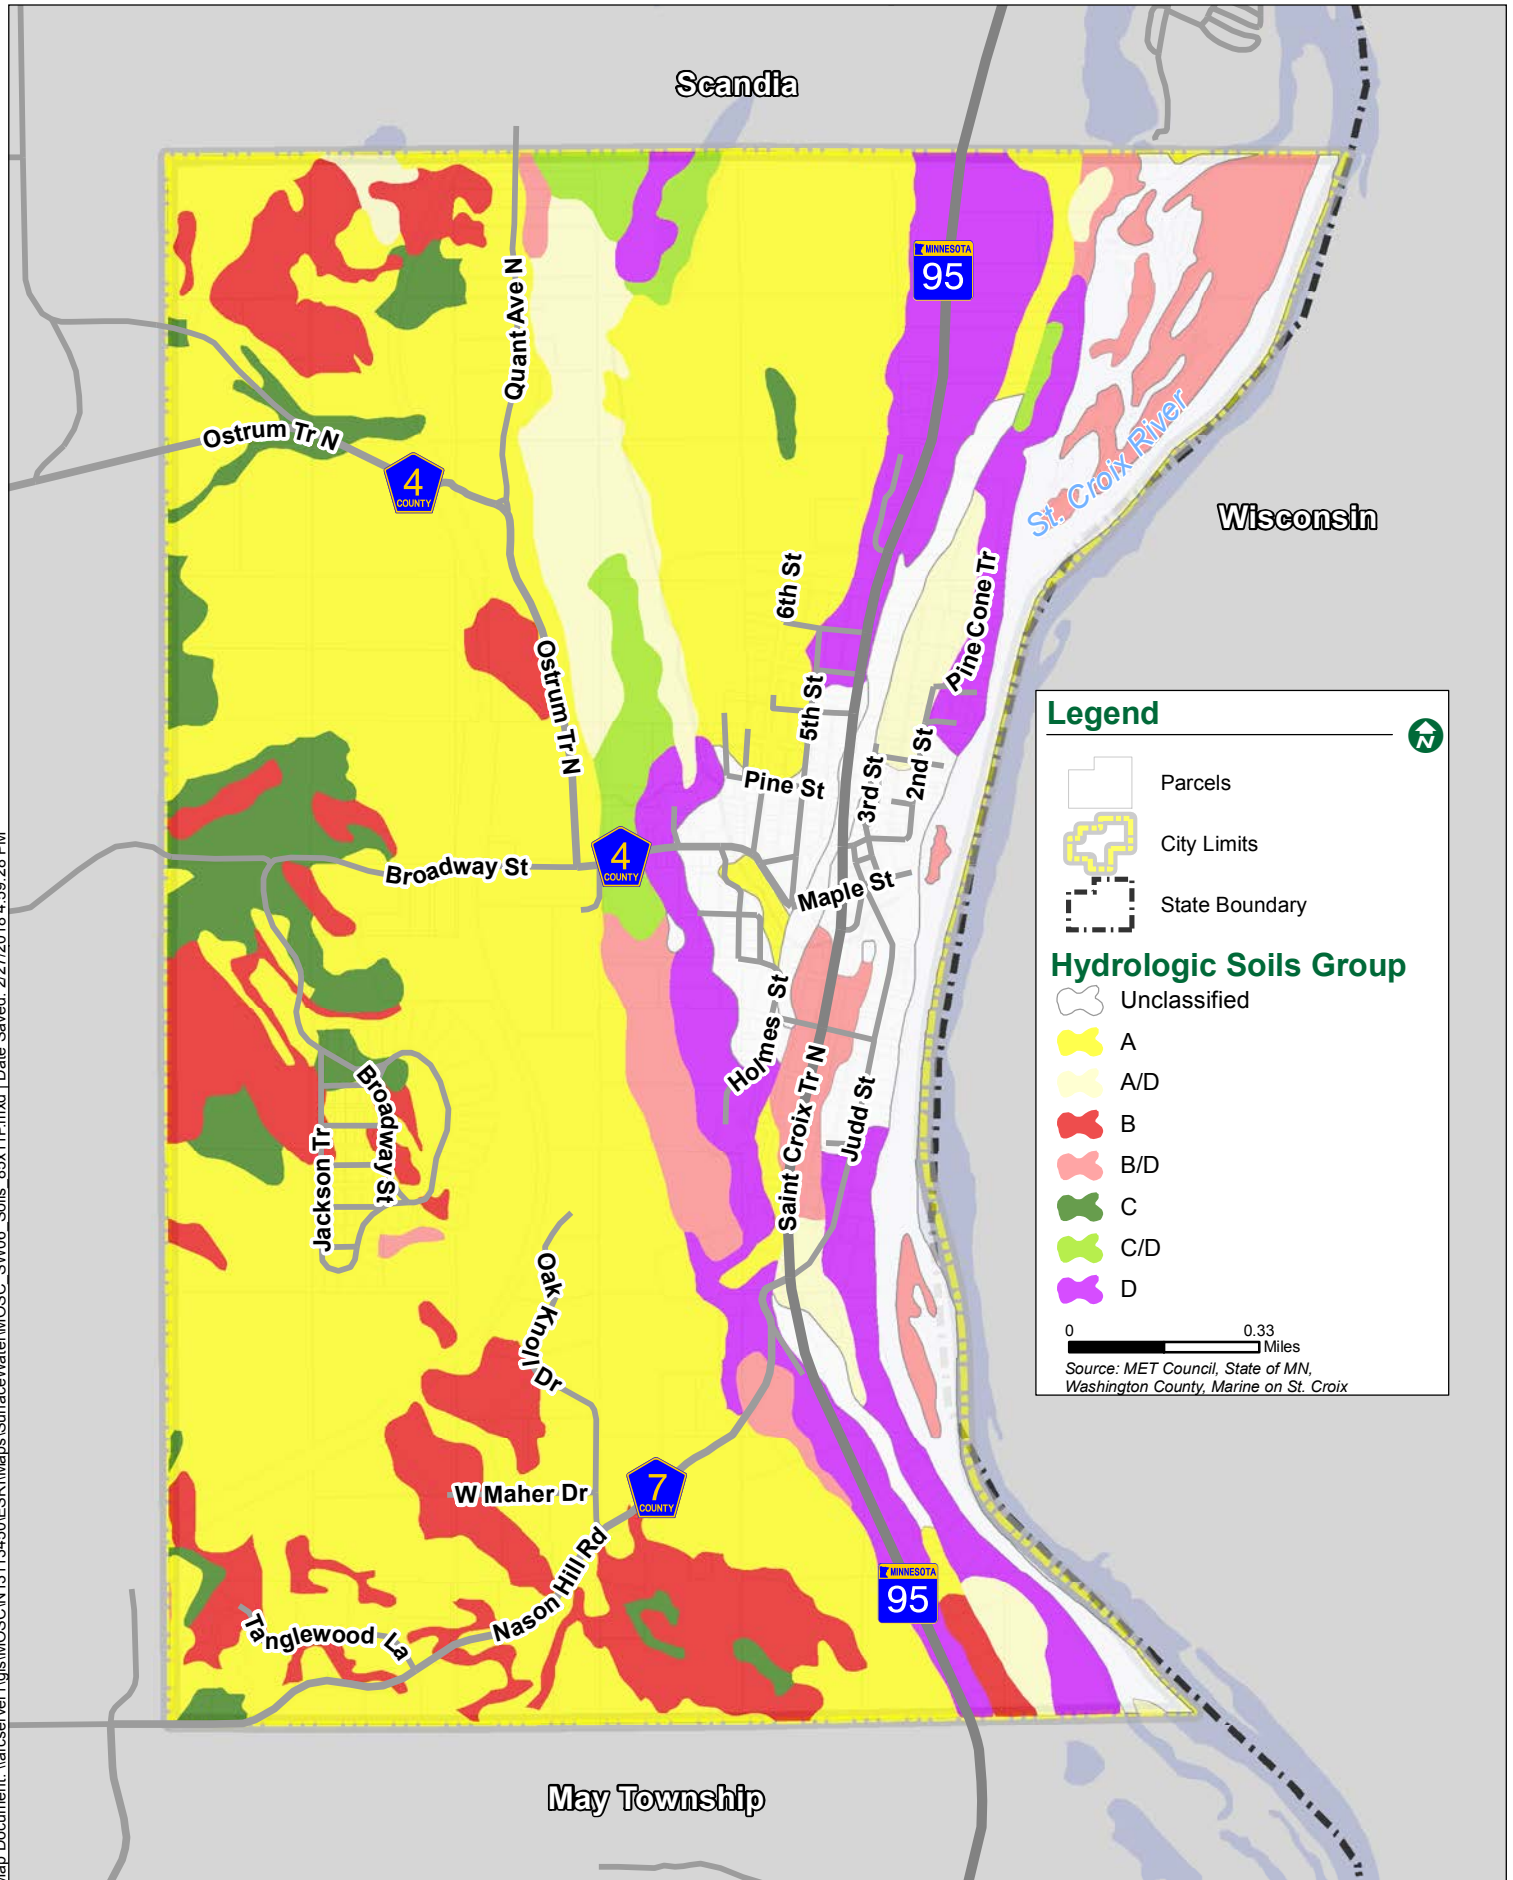 Scandia
MINNESOTA
95
Quant Ave N
Ostrum Tr N
4
COUNTY
St. Croix River
Wisconsin
6th St
Pine Cone Tr
Ostrum Tr N
5th St
2nd St
3rd St
Pine St
4
COUNTY
Broadway St
Maple St
Holmes St
Saint Croix Tr N
Judd St
Broadway St
Jackson Tr
Oak Knoll Dr
W Maher Dr
7
COUNTY
Nason Hill Rd
MINNESOTA
95
Tanglewood La
May Township
Legend
N
Parcels
City Limits
State Boundary
Hydrologic Soils Group
Unclassified
A
A/D
B
B/D
C
C/D
D
0 0.33
Miles
Source: MET Council, State of MN,
Washington County, Marine on St. Croix